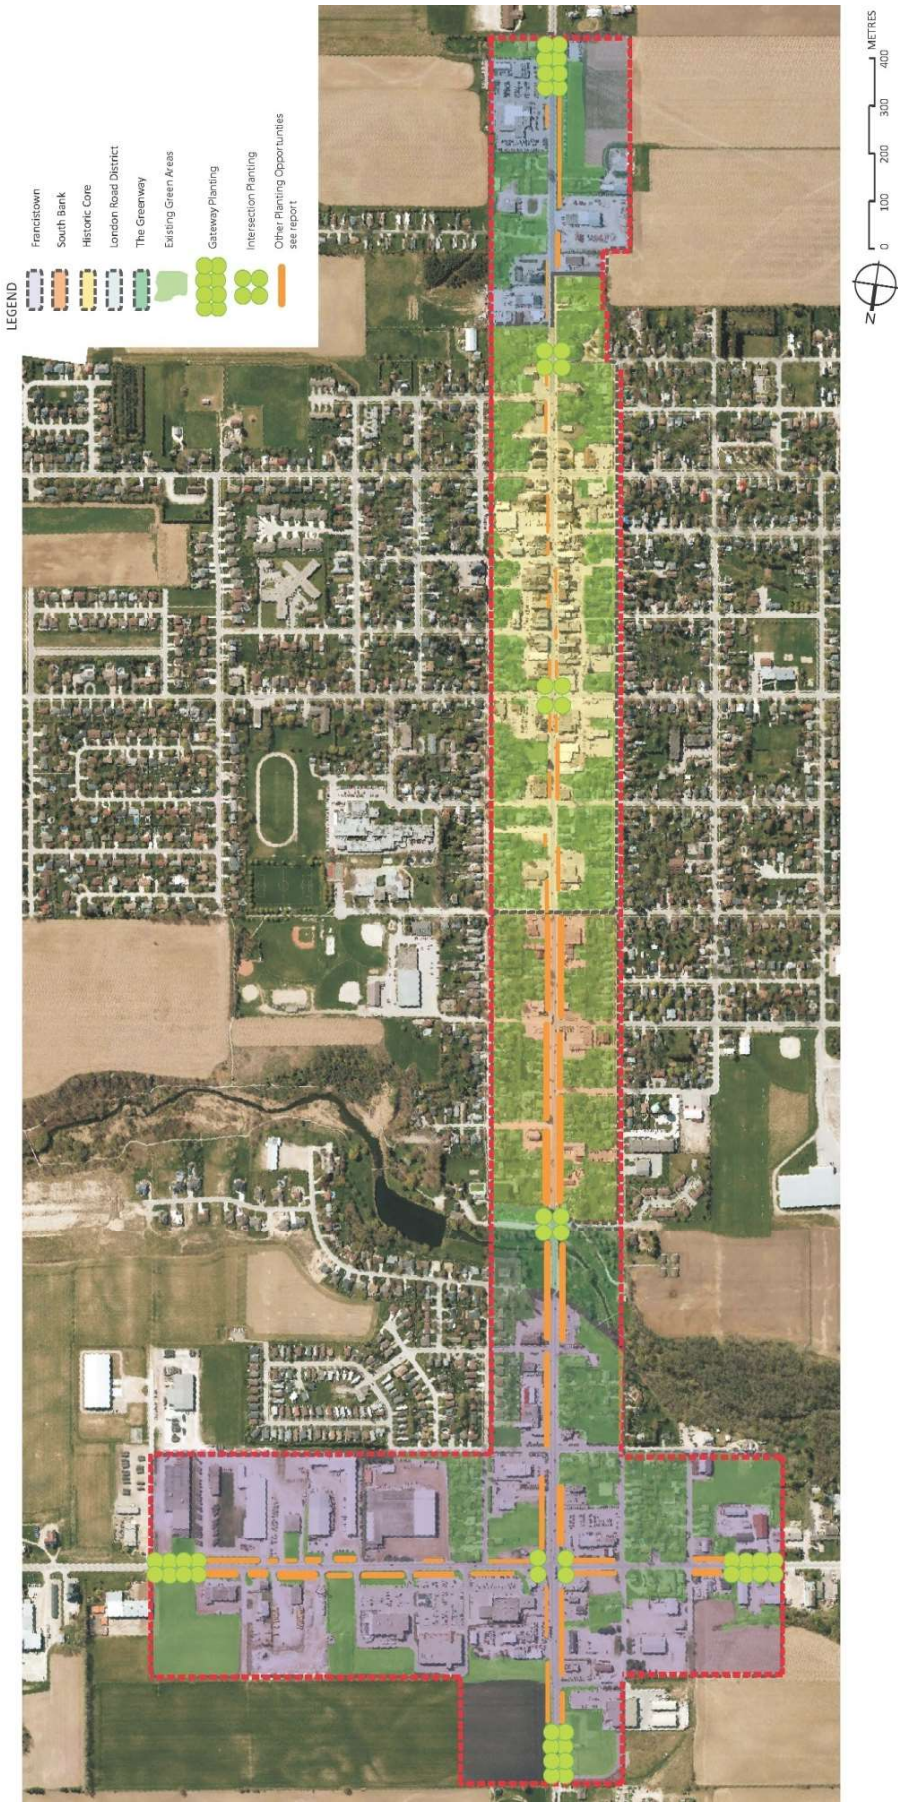 LEGEND
Francistown
South Bank
Historic Core
London Road District
The Greenway
Existing Green Areas
Gateway Planting
Intersection Planting
Other Planting Opportunties
see report
METRES
0 100 200 300 400
N